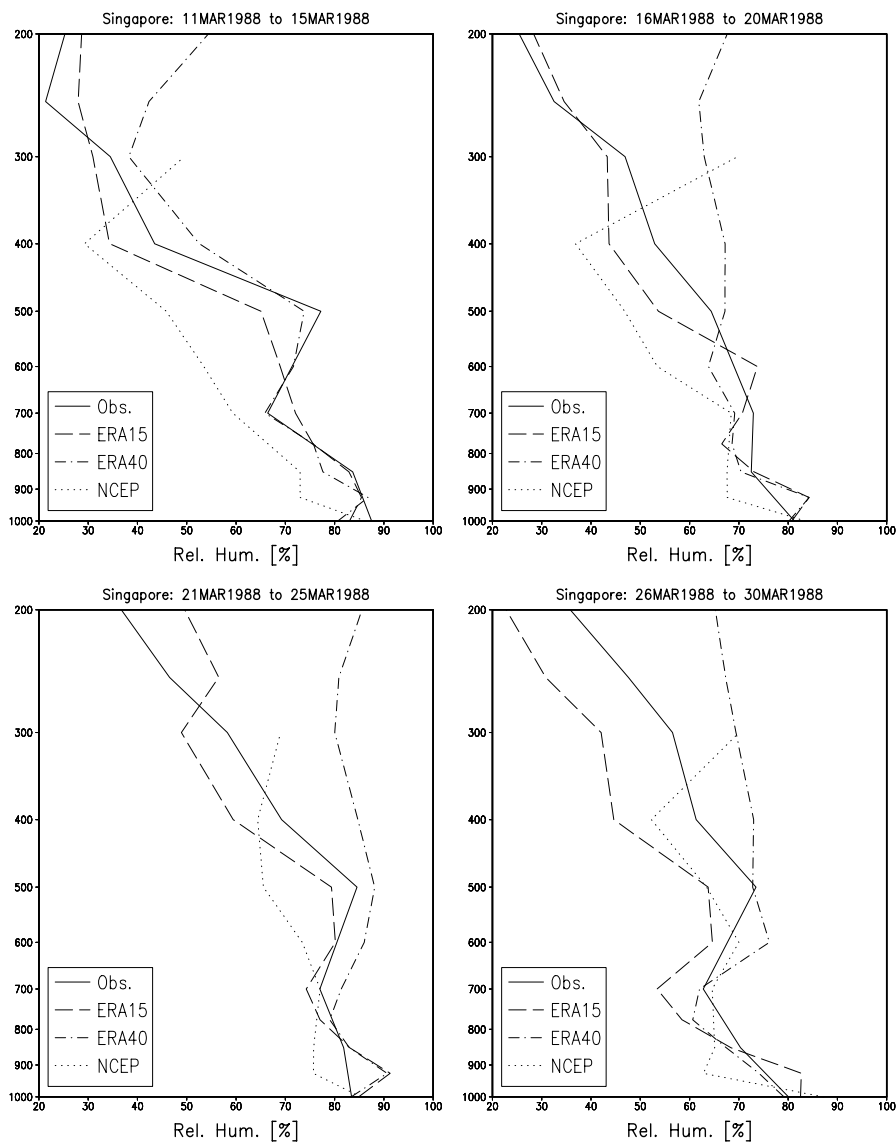 Singapore: 11MAR1988 to 15MAR1988
200
300
400
500
600
700
800
900
1000
Obs.
ERA15
ERA40
NCEP
20 30 40 50 60 70 80 90 100
Rel. Hum. [%]
Singapore: 16MAR1988 to 20MAR1988
200
300
400
500
600
700
800
900
1000
Obs.
ERA15
ERA40
NCEP
20 30 40 50 60 70 80 90 100
Rel. Hum. [%]
Singapore: 21MAR1988 to 25MAR1988
200
300
400
500
600
700
800
900
1000
Obs.
ERA15
ERA40
NCEP
20 30 40 50 60 70 80 90 100
Rel. Hum. [%]
Singapore: 26MAR1988 to 30MAR1988
200
300
400
500
600
700
800
900
1000
Obs.
ERA15
ERA40
NCEP
20 30 40 50 60 70 80 90 100
Rel. Hum. [%]